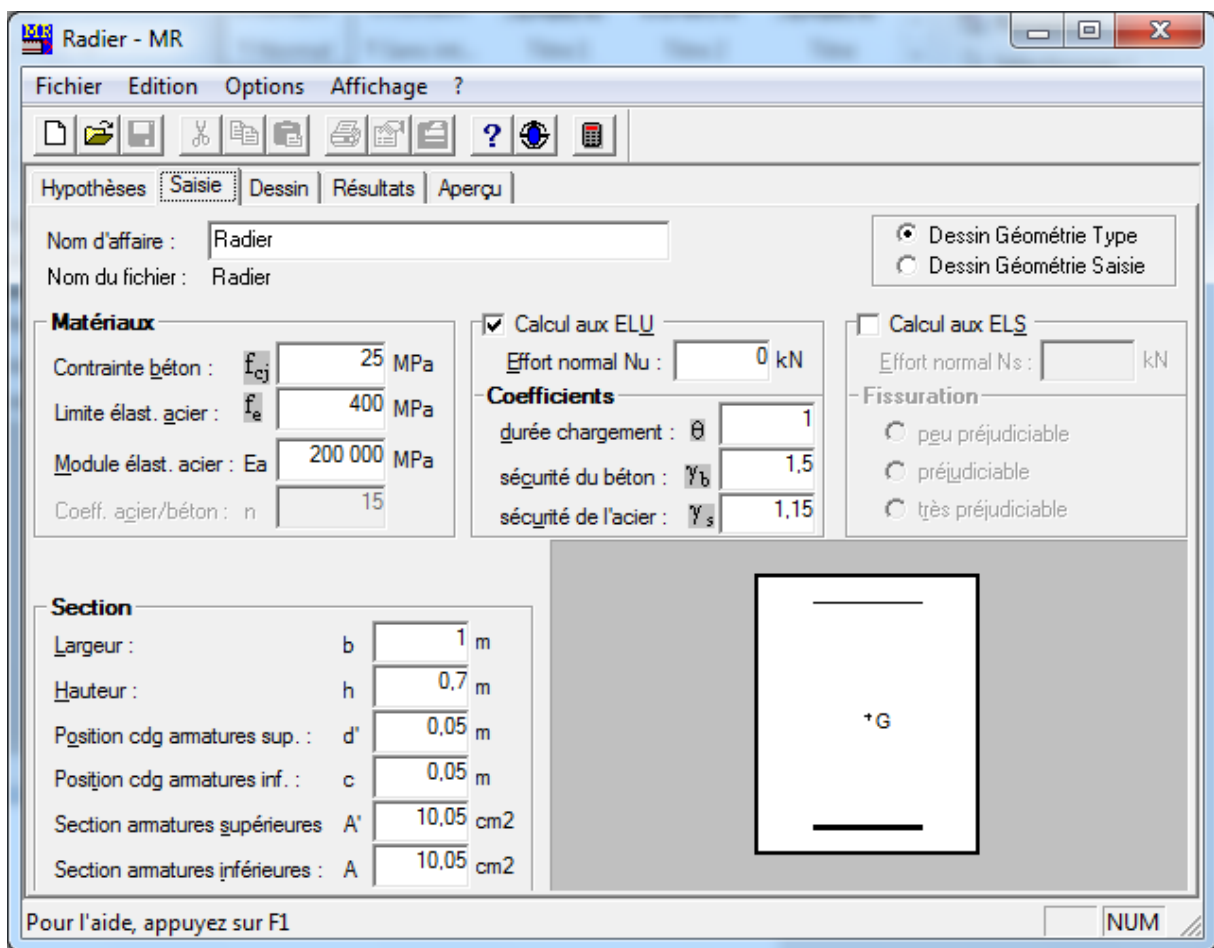 Radier - MR
Fichier Edition Options Affichage ?
Hypothèses Saisie Dessin Résultats Aperçu
Nom d'affaire : Radier
Dessin Géométrie Type
Nom du fichier : Radier
Dessin Géométrie Saisie
Matériaux
Contrainte béton : fcj 25 MPa
Limite élast. acier : fe 400 MPa
Module élast. acier : Ea 200 000 MPa
Coeff. acier/béton : n 15
Calcul aux ELU
Effort normal Nu : 0 kN
Coefficients
durée chargement : θ 1
sécurité du béton : γb 1,5
sécurité de l'acier : γs 1,15
Calcul aux ELS
Effort normal Ns : kN
Fissuration
peu préjudiciable
préjudiciable
très préjudiciable
Section
Largeur : b 1 m
Hauteur : h 0,7 m
Position cdg armatures sup. : d' 0,05 m
Position cdg armatures inf. : c 0,05 m
Section armatures supérieures A' 10,05 cm2
Section armatures inférieures : A 10,05 cm2
G
Pour l'aide, appuyez sur F1
NUM